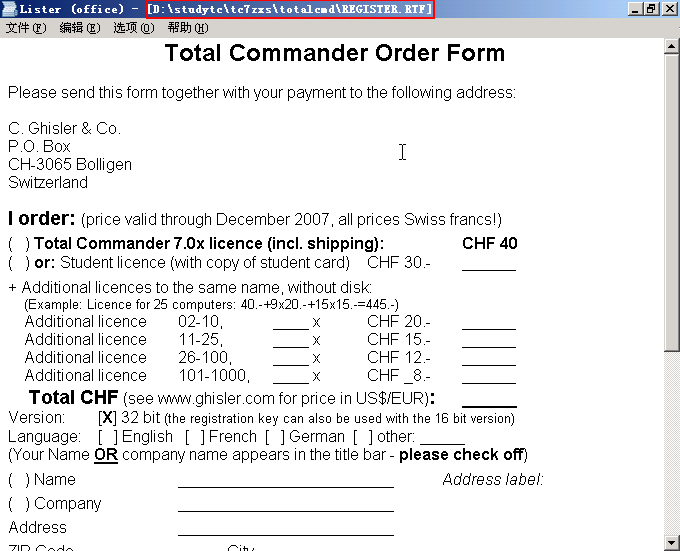 Lister (office) - [D:\studytc\tc7zxs\totalcmd\REGISTER.RTF]
文件(F) 编辑(E) 选项(O) 帮助(H)
Total Commander Order Form
Please send this form together with your payment to the following address:
C. Ghisler & Co.
P.O. Box
CH-3065 Bolligen
Switzerland
I order: (price valid through December 2007, all prices Swiss francs!)
( ) Total Commander 7.0x licence (incl. shipping): CHF 40
( ) or: Student licence (with copy of student card) CHF 30.- ______
+ Additional licences to the same name, without disk:
(Example: Licence for 25 computers: 40.-+9x20.-+15x15.-=445.-)
Additional licence 02-10, ____ x CHF 20.- ______
Additional licence 11-25, ____ x CHF 15.- ______
Additional licence 26-100, ____ x CHF 12.- ______
Additional licence 101-1000, ____ x CHF _8.- ______
Total CHF (see www.ghisler.com for price in US$/EUR): ______
Version: [X] 32 bit (the registration key can also be used with the 16 bit version)
Language: [ ] English [ ] French [ ] German [ ] other: _____
(Your Name OR company name appears in the title bar - please check off)
( ) Name ________________________ Address label:
( ) Company ________________________
Address ________________________
ZIP Code City